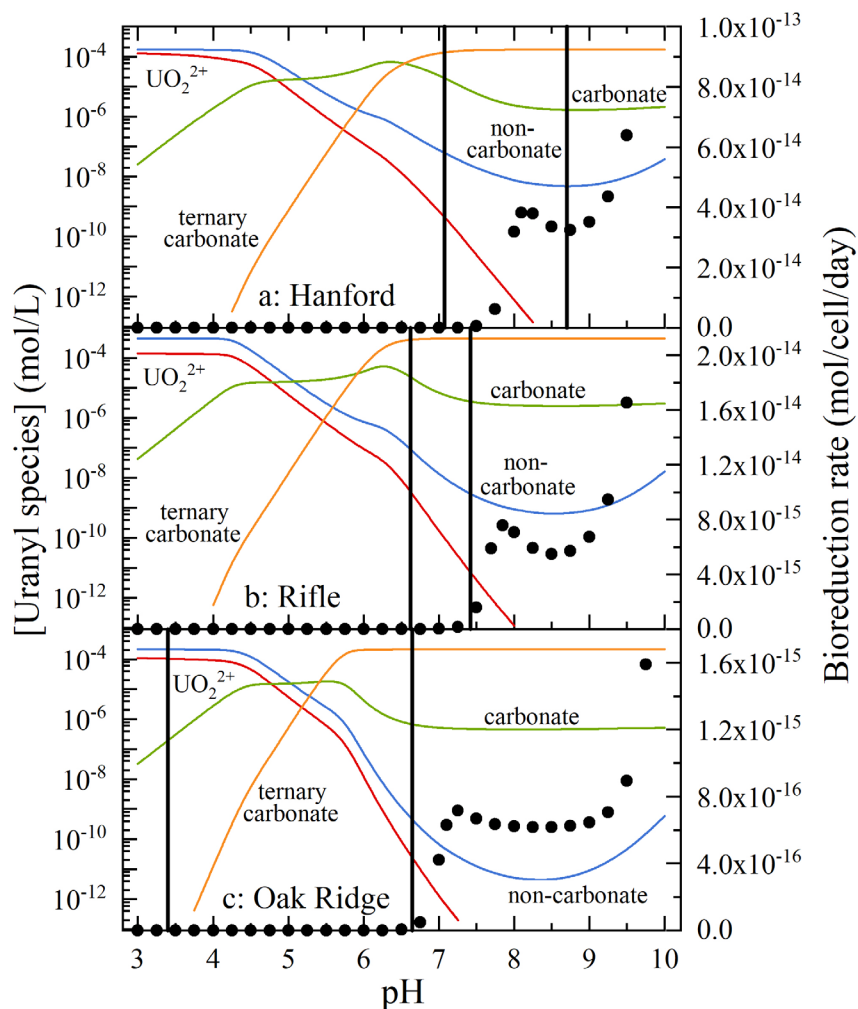 1.0x10⁻¹³
10⁻⁴
UO₂²⁺
carbonate
8.0x10⁻¹⁴
10⁻⁶
non-
carbonate
6.0x10⁻¹⁴
10⁻⁸
ternary
carbonate
4.0x10⁻¹⁴
10⁻¹⁰
2.0x10⁻¹⁴
10⁻¹²
a: Hanford
0.0
10⁻⁴
UO₂²⁺
carbonate
2.0x10⁻¹⁴
10⁻⁶
1.6x10⁻¹⁴
10⁻⁸
non-
carbonate
1.2x10⁻¹⁴
10⁻¹⁰
ternary
carbonate
8.0x10⁻¹⁵
10⁻¹²
b: Rifle
4.0x10⁻¹⁵
0.0
10⁻⁴
UO₂²⁺
carbonate
1.6x10⁻¹⁵
10⁻⁶
1.2x10⁻¹⁵
10⁻⁸
ternary
carbonate
8.0x10⁻¹⁶
10⁻¹⁰
non-carbonate
4.0x10⁻¹⁶
10⁻¹²
c: Oak Ridge
0.0
3 4 5 6 7 8 9 10
pH
[Uranyl species] (mol/L)
Bioreduction rate (mol/cell/day)